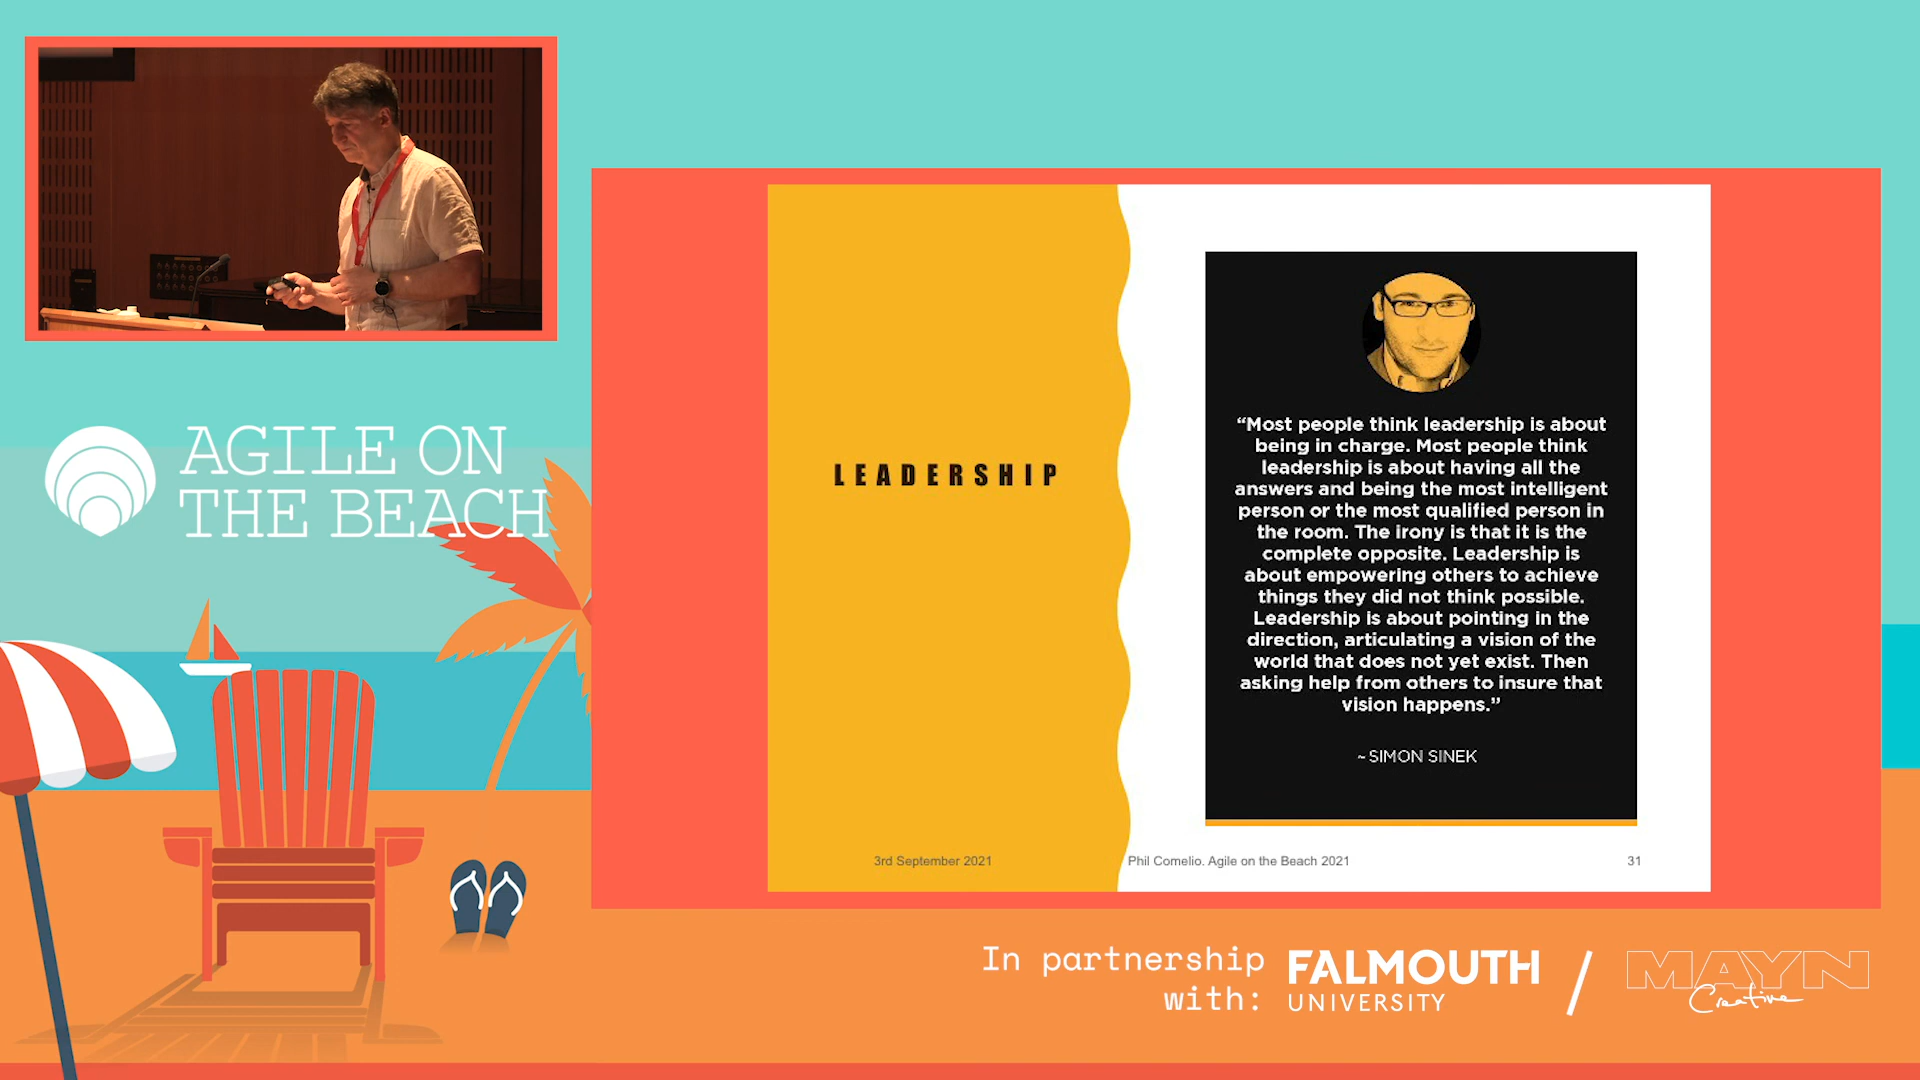 AGILE ON
THE BEACH
LEADERSHIP
“Most people think leadership is about
being in charge. Most people think
leadership is about having all the
answers and being the most intelligent
person or the most qualified person in
the room. The irony is that it is the
complete opposite. Leadership is
about empowering others to achieve
things they did not think possible.
Leadership is about pointing in the
direction, articulating a vision of the
world that does not yet exist. Then
asking help from others to insure that
vision happens.”
~ SIMON SINEK
3rd September 2021
Phil Comelio. Agile on the Beach 2021
31
In partnership
with:
FALMOUTH
UNIVERSITY
/
MAYN
Creative